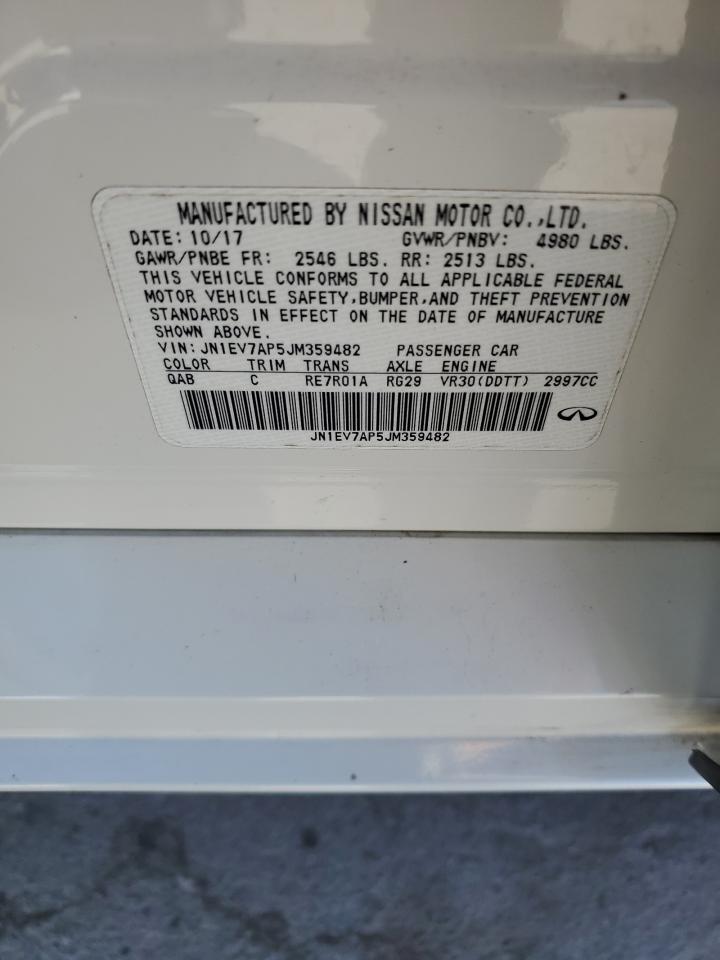 MANUFACTURED BY NISSAN MOTOR CO.,LTD.
DATE: 10/17 GVWR/PNBV: 4980 LBS.
GAWR/PNBE FR: 2546 LBS. RR: 2513 LBS.
THIS VEHICLE CONFORMS TO ALL APPLICABLE FEDERAL
MOTOR VEHICLE SAFETY,BUMPER,AND THEFT PREVENTION
STANDARDS IN EFFECT ON THE DATE OF MANUFACTURE
SHOWN ABOVE.
VIN: JN1EV7AP5JM359482 PASSENGER CAR
COLOR TRIM TRANS AXLE ENGINE
QAB C RE7R01A RG29 VR30(DDTT) 2997CC
JN1EV7AP5JM359482